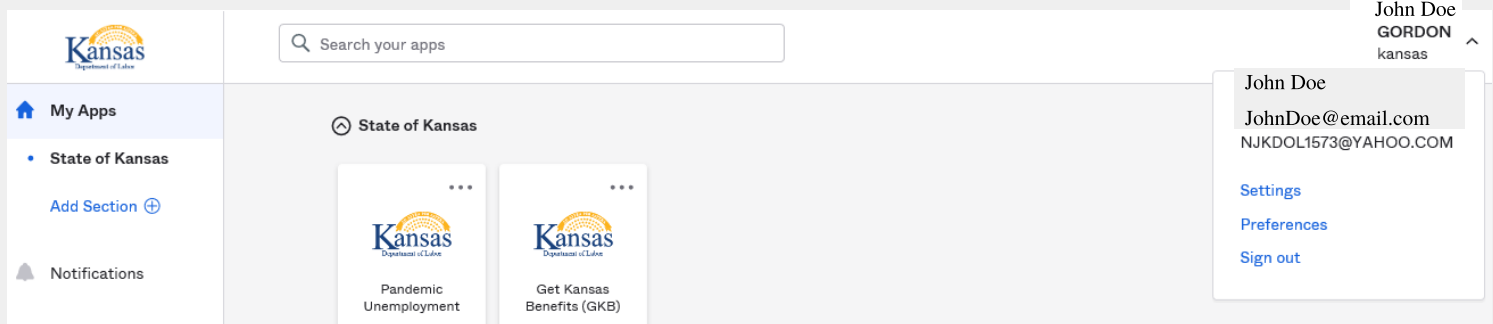 John Doe
GORDON
kansas
Kansas
Department of Labor
Search your apps
John Doe
JohnDoe@email.com
NJKDOL1573@YAHOO.COM
Settings
Preferences
Sign out
My Apps
State of Kansas
Add Section
Notifications
State of Kansas
Kansas
Department of Labor
Pandemic
Unemployment
Kansas
Department of Labor
Get Kansas
Benefits (GKB)